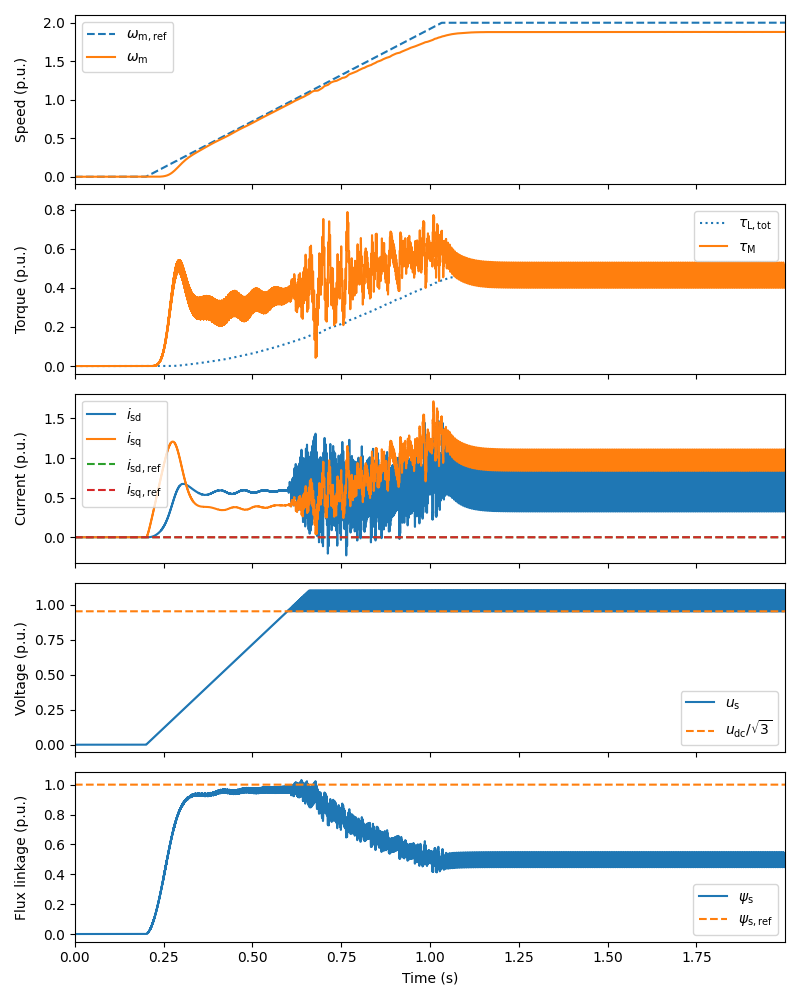 2.0
1.5
1.0
0.5
0.0
Speed (p.u.)
ω_m,ref
ω_m
0.8
0.6
0.4
0.2
0.0
Torque (p.u.)
τ_L,tot
τ_M
1.5
1.0
0.5
0.0
Current (p.u.)
i_sd
i_sq
i_sd,ref
i_sq,ref
1.00
0.75
0.50
0.25
0.00
Voltage (p.u.)
u_s
u_dc/√3
1.0
0.8
0.6
0.4
0.2
0.0
Flux linkage (p.u.)
ψ_s
ψ_s,ref
0.00 0.25 0.50 0.75 1.00 1.25 1.50 1.75
Time (s)